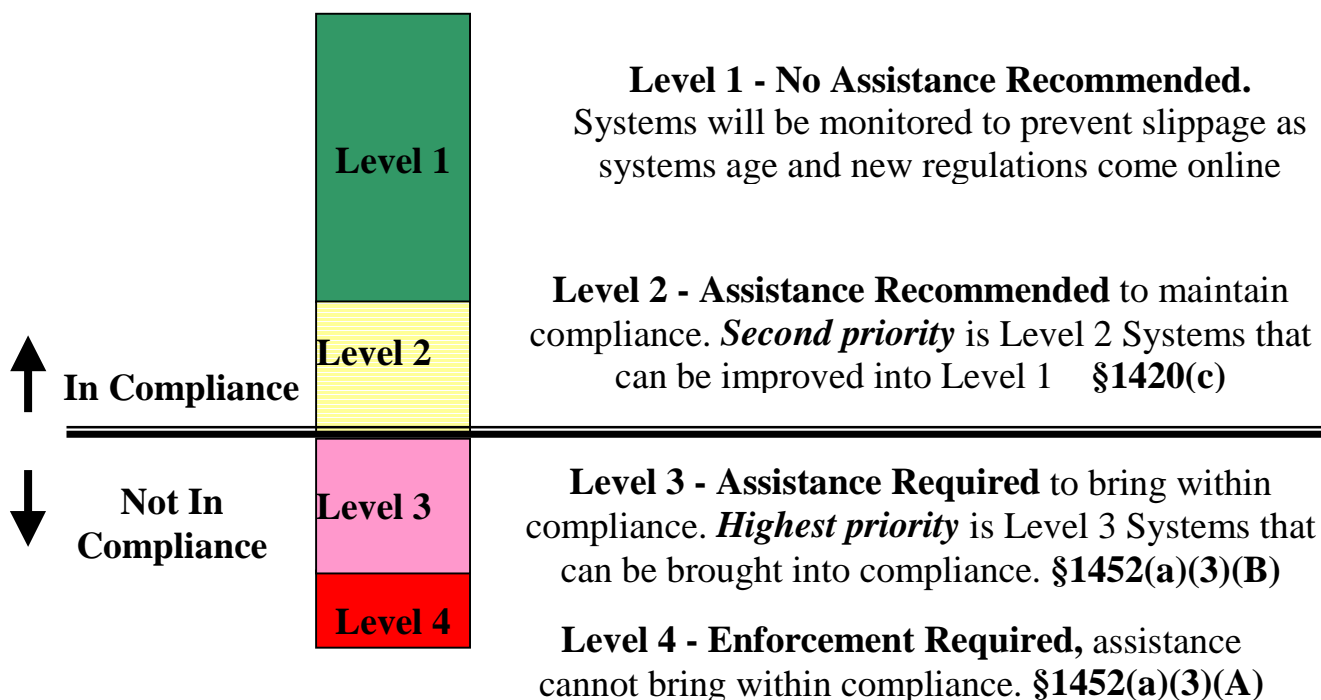 Level 1 - No Assistance Recommended.
Systems will be monitored to prevent slippage as
systems age and new regulations come online
Level 1
Level 2 - Assistance Recommended to maintain
compliance. Second priority is Level 2 Systems that
can be improved into Level 1 §1420(c)
Level 2
In Compliance
Not In
Compliance
Level 3
Level 3 - Assistance Required to bring within
compliance. Highest priority is Level 3 Systems that
can be brought into compliance. §1452(a)(3)(B)
Level 4
Level 4 - Enforcement Required, assistance
cannot bring within compliance. §1452(a)(3)(A)